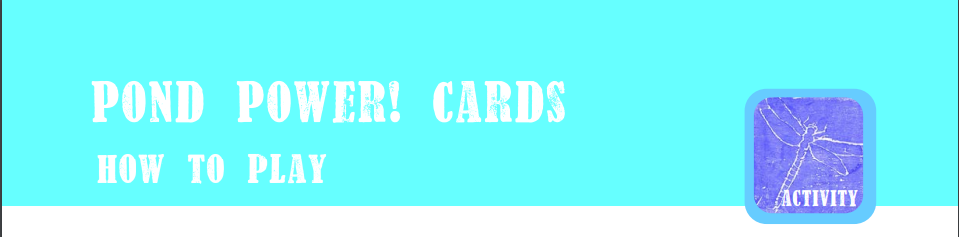 POND POWER! CARDS
HOW TO PLAY
ACTIVITY